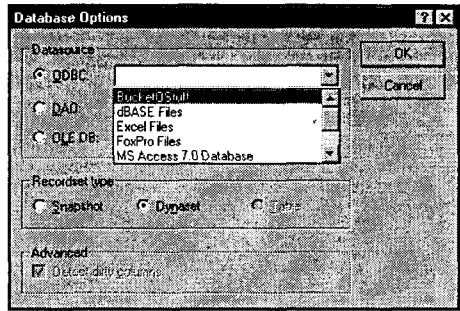 Database Options
Datasource
OK
ODBC:
Cancel
BucketOStuff
dBASE Files
DAO:
Excel Files
FoxPro Files
OLE DB:
MS Access 7.0 Database
Recordset type
Snapshot
Dynaset
Table
Advanced
Detect dirty columns